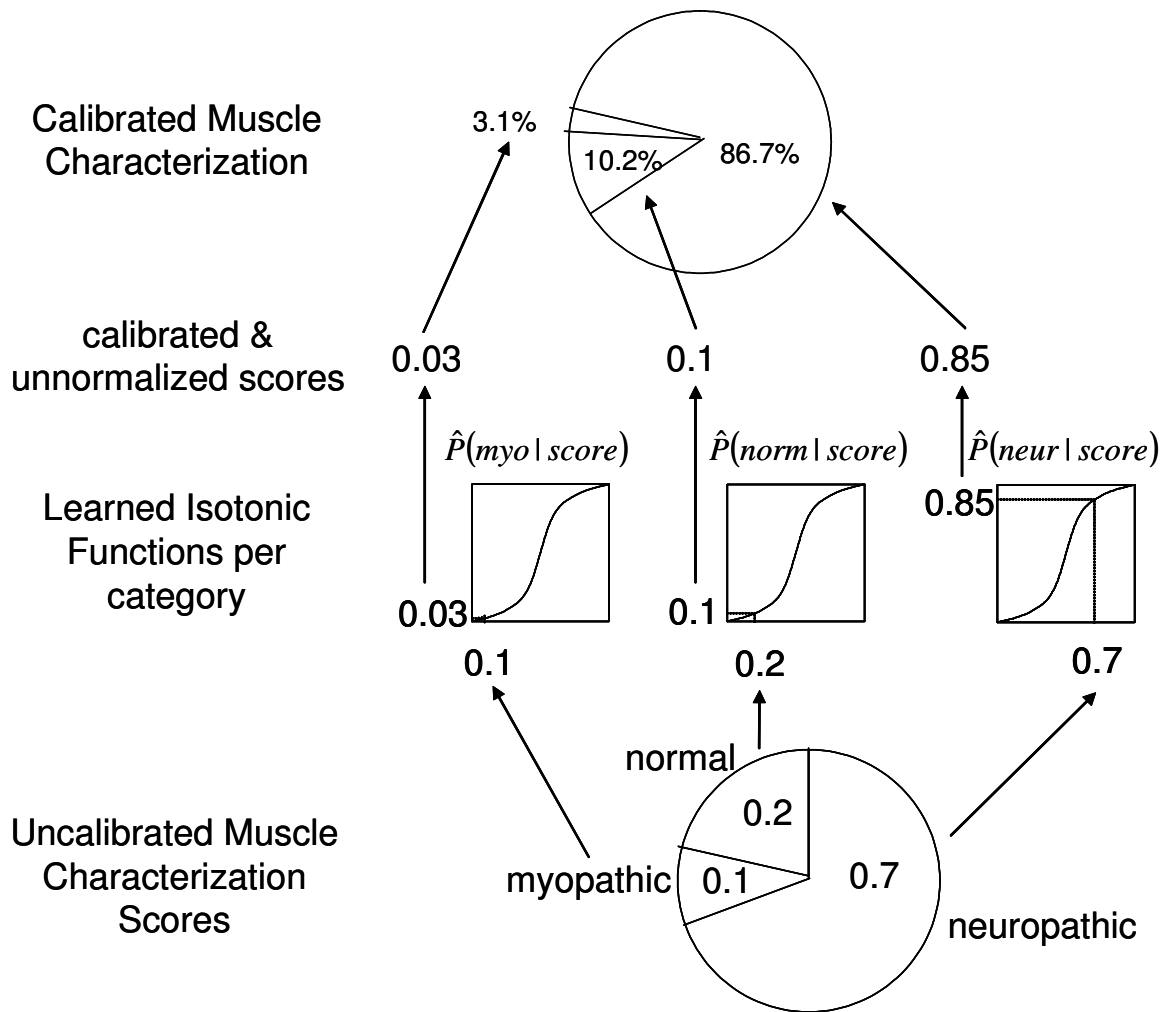 Calibrated Muscle
Characterization
3.1%
10.2%
86.7%
calibrated &
unnormalized scores
0.03
0.1
0.85
P̂(myo | score)
P̂(norm | score)
P̂(neur | score)
Learned Isotonic
Functions per
category
0.03
0.1
0.85
0.1
0.2
0.7
Uncalibrated Muscle
Characterization
Scores
normal
0.2
myopathic
0.1
0.7
neuropathic